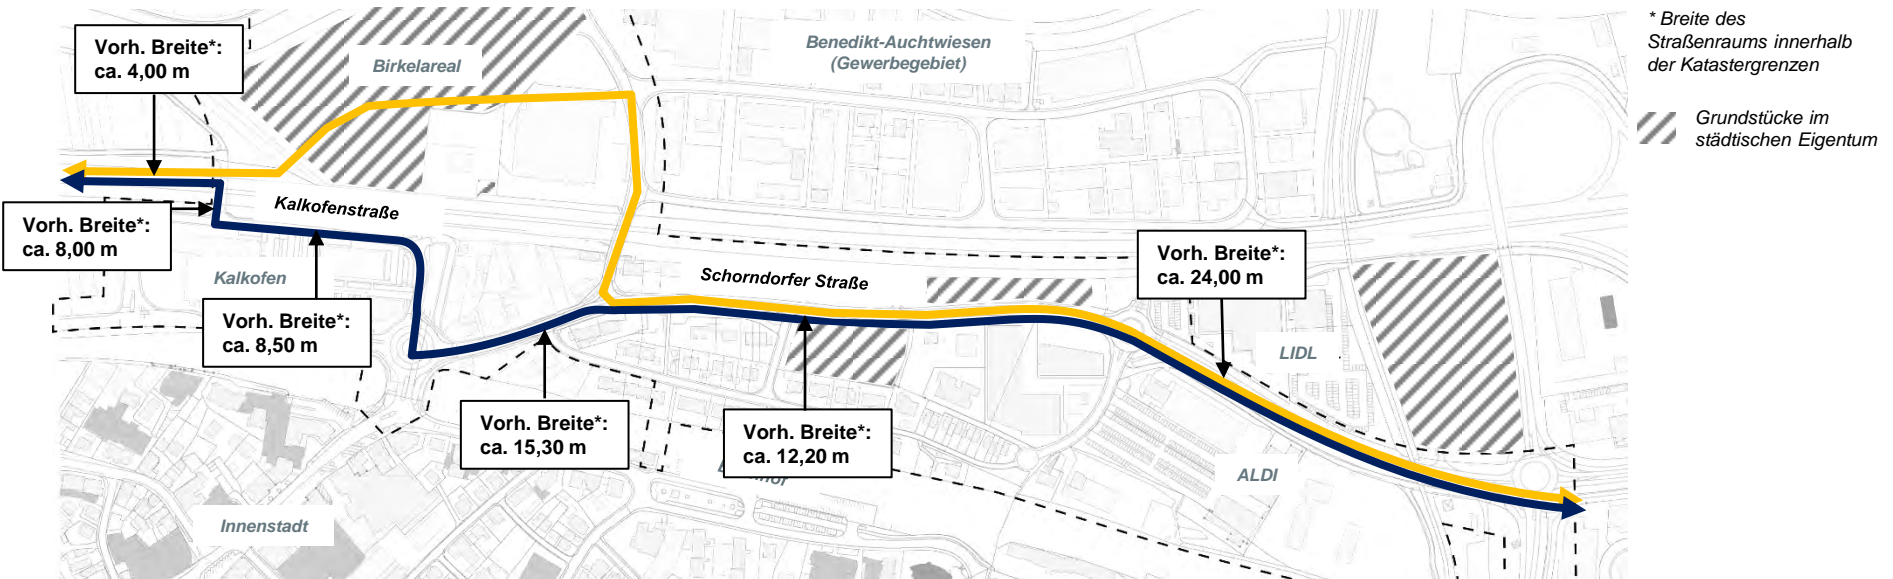 Vorh. Breite*:
ca. 4,00 m
Birkelareal
Benedikt-Auchtwiesen
(Gewerbegebiet)
* Breite des
Straßenraums innerhalb
der Katastergrenzen
Grundstücke im
städtischen Eigentum
Kalkofenstraße
Vorh. Breite*:
ca. 8,00 m
Kalkofen
Schorndorfer Straße
Vorh. Breite*:
ca. 24,00 m
Vorh. Breite*:
ca. 8,50 m
LIDL
Vorh. Breite*:
ca. 15,30 m
Vorh. Breite*:
ca. 12,20 m
ALDI
Innenstadt